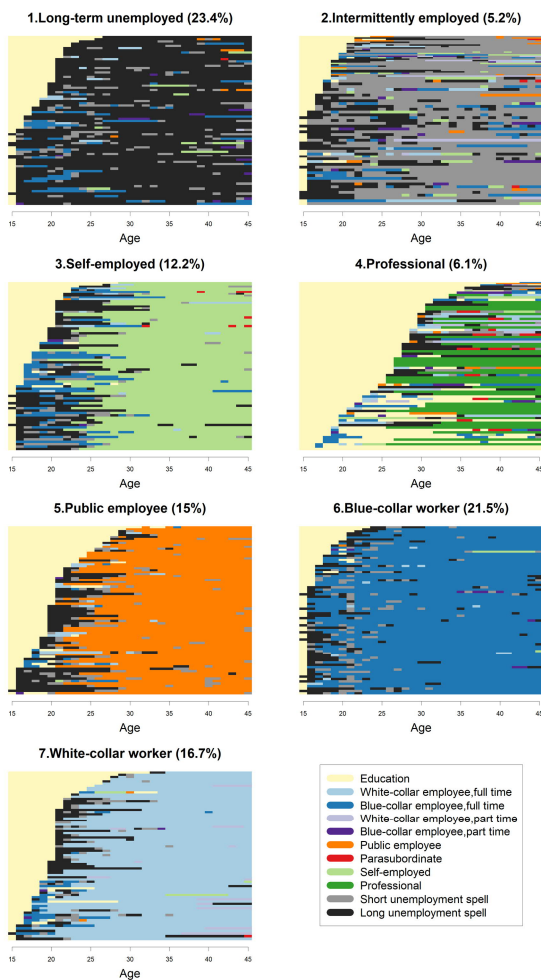 1.Long-term unemployed (23.4%)
2.Intermittently employed (5.2%)
15 20 25 30 35 40 45
15 20 25 30 35 40 45
Age
Age
3.Self-employed (12.2%)
4.Professional (6.1%)
15 20 25 30 35 40 45
15 20 25 30 35 40 45
Age
Age
5.Public employee (15%)
6.Blue-collar worker (21.5%)
15 20 25 30 35 40 45
15 20 25 30 35 40 45
Age
Age
7.White-collar worker (16.7%)
15 20 25 30 35 40 45
Age
Education
White-collar employee,full time
Blue-collar employee,full time
White-collar employee,part time
Blue-collar employee,part time
Public employee
Parasubordinate
Self-employed
Professional
Short unemployment spell
Long unemployment spell